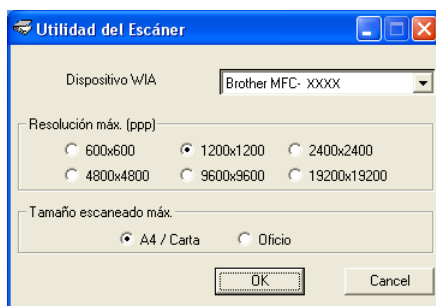 Utilidad del Escáner
Dispositivo WIA Brother MFC- XXXX
Resolución máx. (ppp)
600x600 1200x1200 2400x2400
4800x4800 9600x9600 19200x19200
Tamaño escaneado máx.
A4 / Carta Oficio
OK Cancel